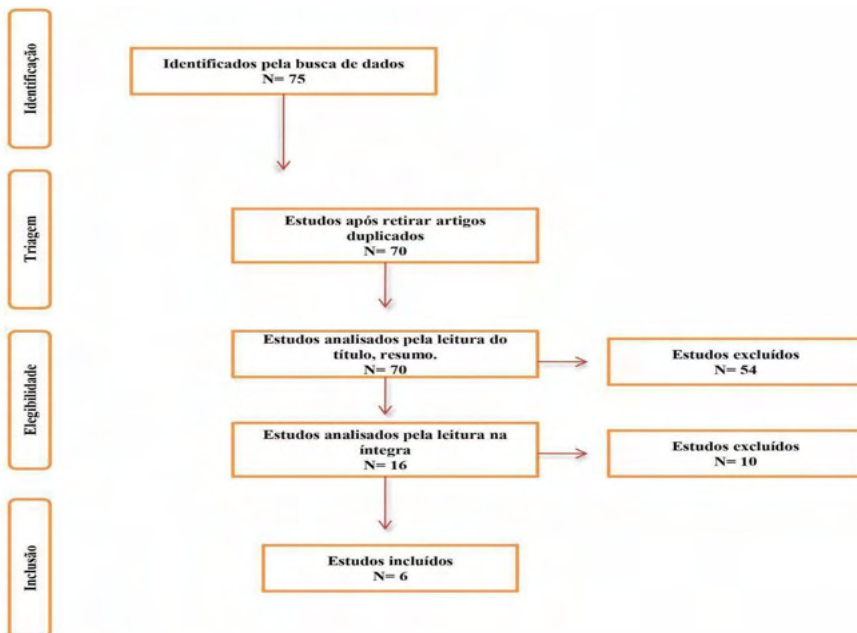 Identificação
Identificados pela busca de dados
N= 75
Triagem
Estudos após retirar artigos
duplicados
N= 70
Elegibilidade
Estudos analisados pela leitura do
título, resumo.
N= 70
Estudos excluídos
N= 54
Estudos analisados pela leitura na
íntegra
N= 16
Estudos excluídos
N= 10
Inclusão
Estudos incluídos
N= 6